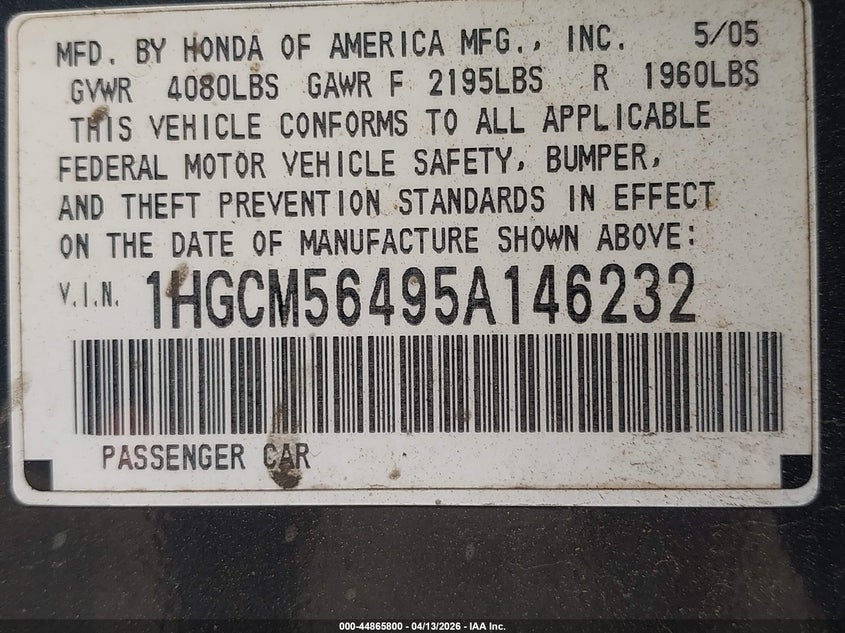 MFD. BY HONDA OF AMERICA MFG., INC. 5/05
GVWR 4080LBS GAWR F 2195LBS R 1960LBS
THIS VEHICLE CONFORMS TO ALL APPLICABLE
FEDERAL MOTOR VEHICLE SAFETY, BUMPER,
AND THEFT PREVENTION STANDARDS IN EFFECT
ON THE DATE OF MANUFACTURE SHOWN ABOVE:
V.I.N. 1HGCM56495A146232
PASSENGER CAR
000-44865800 - 04/13/2026 - IAA Inc.